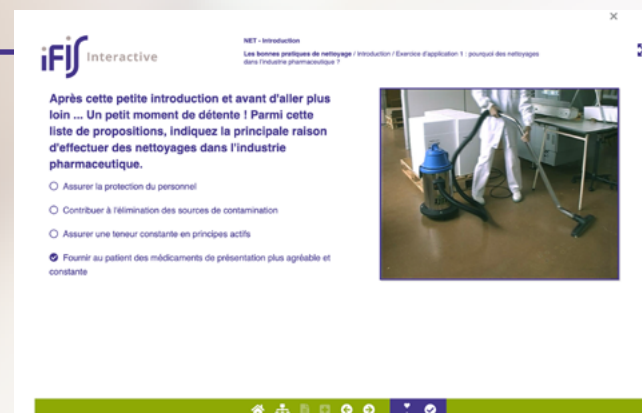 iFIS Interactive
NET - Introduction
Les bonnes pratiques de nettoyage / Introduction / Exercice d'application 1 : pourquoi des nettoyages
dans l'industrie pharmaceutique ?
Après cette petite introduction et avant d'aller plus
loin ... Un petit moment de détente ! Parmi cette
liste de propositions, indiquez la principale raison
d'effectuer des nettoyages dans l'industrie
pharmaceutique.
Assurer la protection du personnel
Contribuer à l'élimination des sources de contamination
Assurer une teneur constante en principes actifs
Fournir au patient des médicaments de présentation plus agréable et
constante